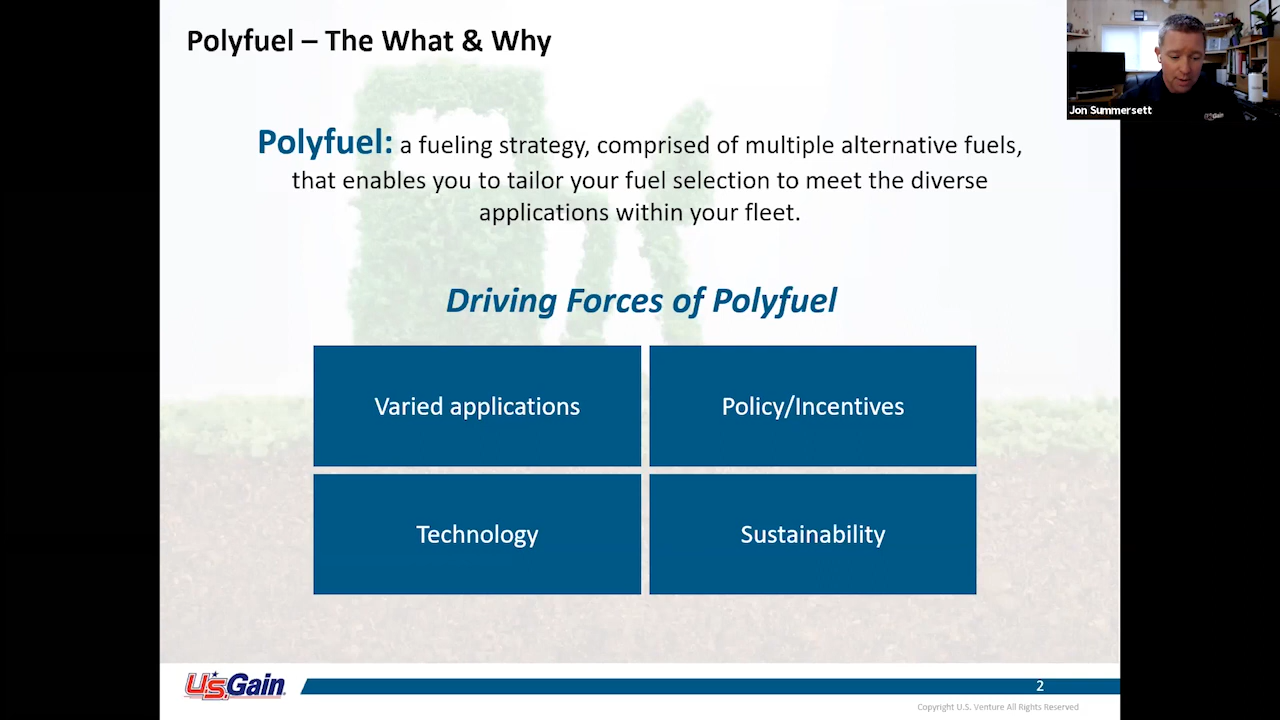 Polyfuel – The What & Why
Jon Summersett
Polyfuel: a fueling strategy, comprised of multiple alternative fuels,
that enables you to tailor your fuel selection to meet the diverse
applications within your fleet.
Driving Forces of Polyfuel
Varied applications
Policy/Incentives
Technology
Sustainability
U.S. Gain
2
Copyright U.S. Venture All Rights Reserved